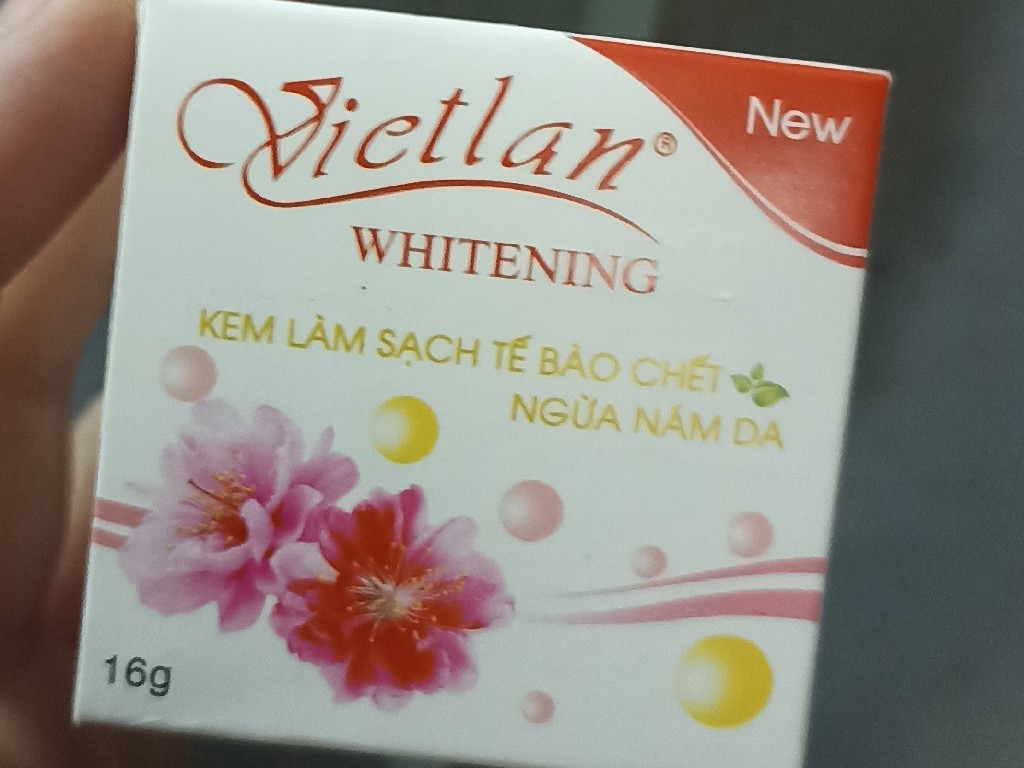 Vietlan®
New
WHITENING
KEM LÀM SẠCH TẾ BÀO CHẾT
NGỪA NÁM DA
16g